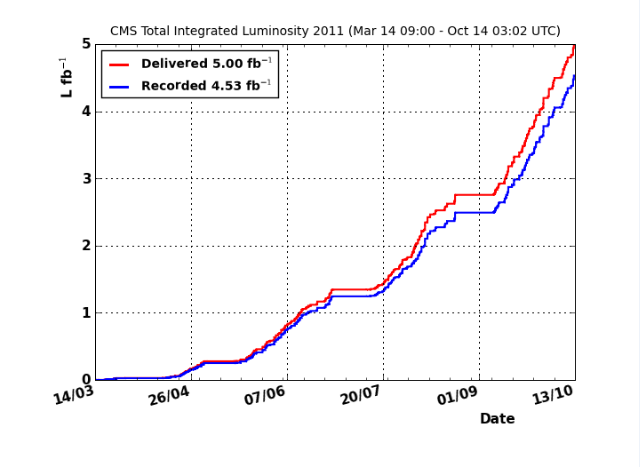 CMS Total Integrated Luminosity 2011 (Mar 14 09:00 - Oct 14 03:02 UTC)
L fb⁻¹
Delivered 5.00 fb⁻¹
Recorded 4.53 fb⁻¹
5
4
3
2
1
0
14/03 26/04 07/06 20/07 01/09 13/10
Date